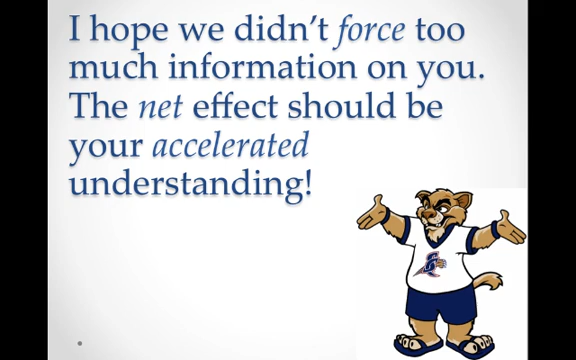 I hope we didn’t force too
much information on you.
The net effect should be
your accelerated
understanding!